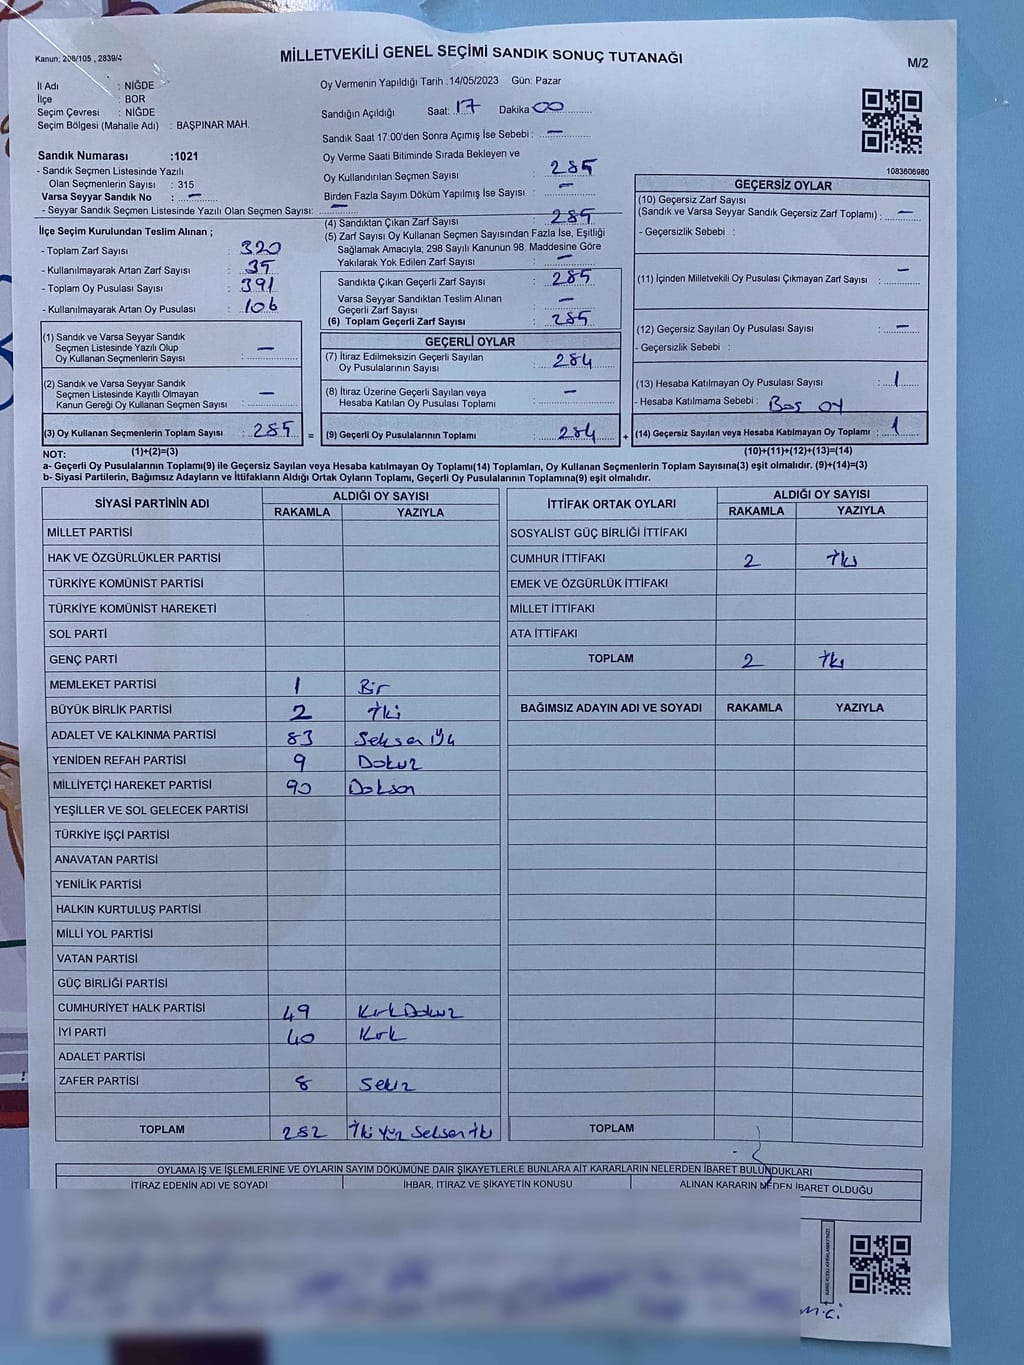 Kanun; 298/105 , 2839/4
MİLLETVEKİLİ GENEL SEÇİMİ SANDIK SONUÇ TUTANAĞI
M/2
İl Adı : NİĞDE
İlçe : BOR
Seçim Çevresi : NİĞDE
Seçim Bölgesi (Mahalle Adı) : BAŞPINAR MAH.
Sandık Numarası :1021
- Sandık Seçmen Listesinde Yazılı
Olan Seçmenlerin Sayısı : 315
Varsa Seyyar Sandık No : —
- Seyyar Sandık Seçmen Listesinde Yazılı Olan Seçmen Sayısı: —
İlçe Seçim Kurulundan Teslim Alınan ;
- Toplam Zarf Sayısı : 320
- Kullanılmayarak Artan Zarf Sayısı : 35
- Toplam Oy Pusulası Sayısı : 391
- Kullanılmayarak Artan Oy Pusulası : 106
(1) Sandık ve Varsa Seyyar Sandık
Seçmen Listesinde Yazılı Olup
Oy Kullanan Seçmenlerin Sayısı : —
(2) Sandık ve Varsa Seyyar Sandık
Seçmen Listesinde Kayıtlı Olmayan
Kanun Gereği Oy Kullanan Seçmen Sayısı : —
(3) Oy Kullanan Seçmenlerin Toplam Sayısı : 285
Oy Vermenin Yapıldığı Tarih :14/05/2023 Gün: Pazar
Sandığın Açıldığı Saat: 17 Dakika 00
Sandık Saat 17:00'den Sonra Açımış İse Sebebi : —
Oy Verme Saati Bitiminde Sırada Bekleyen ve
Oy Kullandırılan Seçmen Sayısı : 285
Birden Fazla Sayım Döküm Yapılmış İse Sayısı : —
(4) Sandıktan Çıkan Zarf Sayısı : 285
(5) Zarf Sayısı Oy Kullanan Seçmen Sayısından Fazla İse, Eşitliği
Sağlamak Amacıyla; 298 Sayılı Kanunun 98. Maddesine Göre
Yakılarak Yok Edilen Zarf Sayısı : —
Sandıkta Çıkan Geçerli Zarf Sayısı : 285
Varsa Seyyar Sandıktan Teslim Alınan
Geçerli Zarf Sayısı : —
(6) Toplam Geçerli Zarf Sayısı : 285
GEÇERLİ OYLAR
(7) İtiraz Edilmeksizin Geçerli Sayılan
Oy Pusulalarının Sayısı : 284
(8) İtiraz Üzerine Geçerli Sayılan veya
Hesaba Katılan Oy Pusulası Toplamı : —
= (9) Geçerli Oy Pusulalarının Toplamı : 284
1083606980
GEÇERSİZ OYLAR
(10) Geçersiz Zarf Sayısı
(Sandık ve Varsa Seyyar Sandık Geçersiz Zarf Toplamı) : —
- Geçersizlik Sebebi :
(11) İçinden Milletvekili Oy Pusulası Çıkmayan Zarf Sayısı : —
(12) Geçersiz Sayılan Oy Pusulası Sayısı : —
- Geçersizlik Sebebi :
(13) Hesaba Katılmayan Oy Pusulası Sayısı : 1
- Hesaba Katılmama Sebebi : Boş oy
+ (14) Geçersiz Sayılan veya Hesaba Katılmayan Oy Toplamı : 1
NOT: (1)+(2)=(3) (10)+(11)+(12)+(13)=(14)
a- Geçerli Oy Pusulalarının Toplamı(9) ile Geçersiz Sayılan veya Hesaba katılmayan Oy Toplamı(14) Toplamları, Oy Kullanan Seçmenlerin Toplam Sayısına(3) eşit olmalıdır. (9)+(14)=(3)
b- Siyasi Partilerin, Bağımsız Adayların ve İttifakların Aldığı Ortak Oyların Toplamı, Geçerli Oy Pusulalarının Toplamına(9) eşit olmalıdır.
SİYASİ PARTİNİN ADI ALDIĞI OY SAYISI
RAKAMLA YAZIYLA
MİLLET PARTİSİ
HAK VE ÖZGÜRLÜKLER PARTİSİ
TÜRKİYE KOMÜNİST PARTİSİ
TÜRKİYE KOMÜNİST HAREKETİ
SOL PARTİ
GENÇ PARTİ
MEMLEKET PARTİSİ 1 Bir
BÜYÜK BİRLİK PARTİSİ 2 İki
ADALET VE KALKINMA PARTİSİ 83 Seksen
YENİDEN REFAH PARTİSİ 9 Dokuz
MİLLİYETÇİ HAREKET PARTİSİ 90 Doksan
YEŞİLLER VE SOL GELECEK PARTİSİ
TÜRKİYE İŞÇİ PARTİSİ
ANAVATAN PARTİSİ
YENİLİK PARTİSİ
HALKIN KURTULUŞ PARTİSİ
MİLLİ YOL PARTİSİ
VATAN PARTİSİ
GÜÇ BİRLİĞİ PARTİSİ
CUMHURİYET HALK PARTİSİ 49 Kırk Dokuz
İYİ PARTİ 40 Kırk
ADALET PARTİSİ
ZAFER PARTİSİ 8 Sekiz
TOPLAM 282 İki Yüz Seksen İki
İTTİFAK ORTAK OYLARI ALDIĞI OY SAYISI
RAKAMLA YAZIYLA
SOSYALİST GÜÇ BİRLİĞİ İTTİFAKI
CUMHUR İTTİFAKI 2 İki
EMEK VE ÖZGÜRLÜK İTTİFAKI
MİLLET İTTİFAKI
ATA İTTİFAKI
TOPLAM 2 İki
BAĞIMSIZ ADAYIN ADI VE SOYADI RAKAMLA YAZIYLA
TOPLAM
OYLAMA İŞ VE İŞLEMLERİNE VE OYLARIN SAYIM DÖKÜMÜNE DAİR ŞİKAYETLERLE BUNLARA AİT KARARLARIN NELERDEN İBARET BULUNDUKLARI
İTİRAZ EDENİN ADI VE SOYADI İHBAR, İTİRAZ VE ŞİKAYETİN KONUSU ALINAN KARARIN NEDEN İBARET OLDUĞU